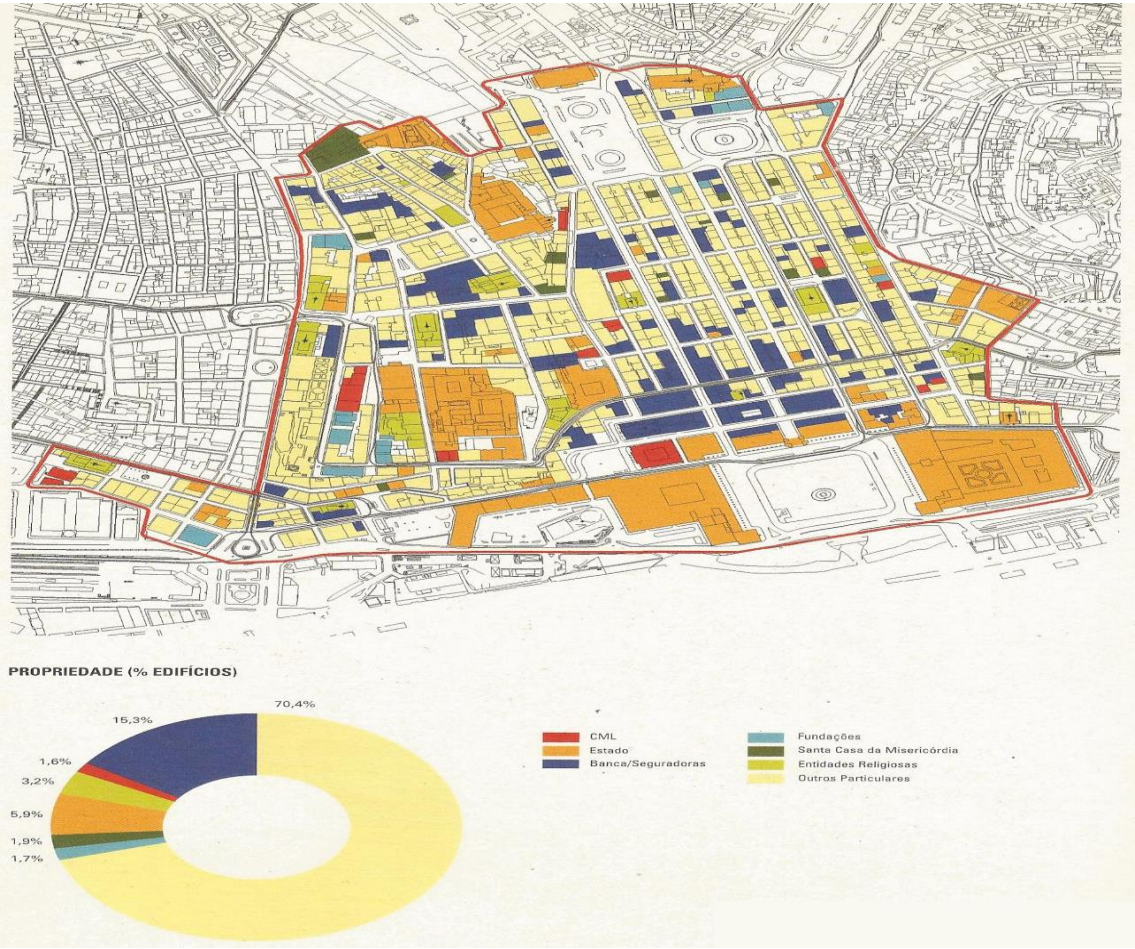 PROPRIEDADE (% EDIFÍCIOS)
70,4%
15,3%
1,6%
3,2%
5,9%
1,9%
1,7%
CML
Estado
Banca/Seguradoras
Fundações
Santa Casa da Misericórdia
Entidades Religiosas
Outros Particulares